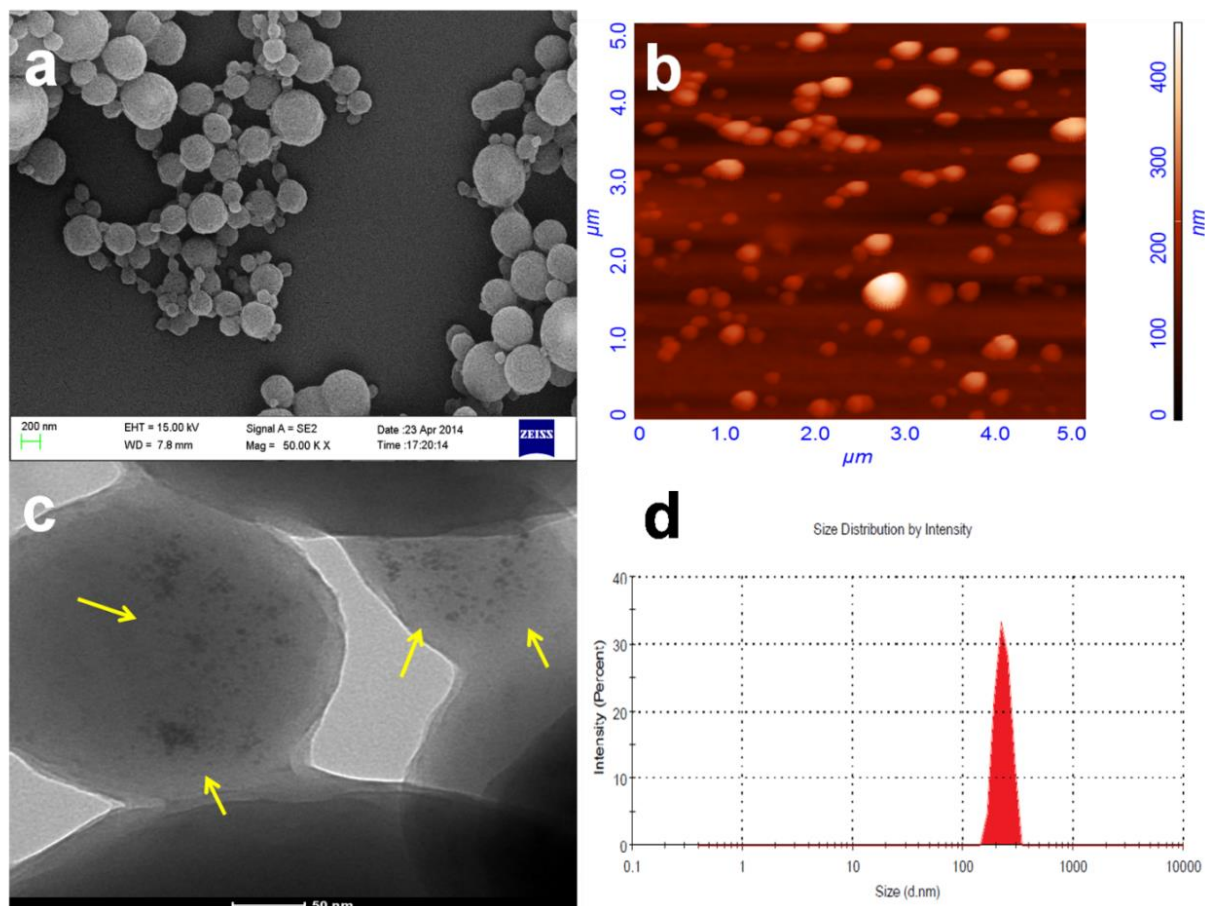 a
200 nm
EHT = 15.00 kV
WD = 7.8 mm
Signal A = SE2
Mag = 50.00 K X
Date :23 Apr 2014
Time :17:20:14
ZEISS
b
5.0
4.0
3.0
2.0
1.0
0
µm
0
1.0
2.0
3.0
4.0
5.0
µm
400
300
200
100
0
nm
c
50 nm
d
Size Distribution by Intensity
Intensity (Percent)
40
30
20
10
0
0.1
1
10
100
1000
10000
Size (d.nm)